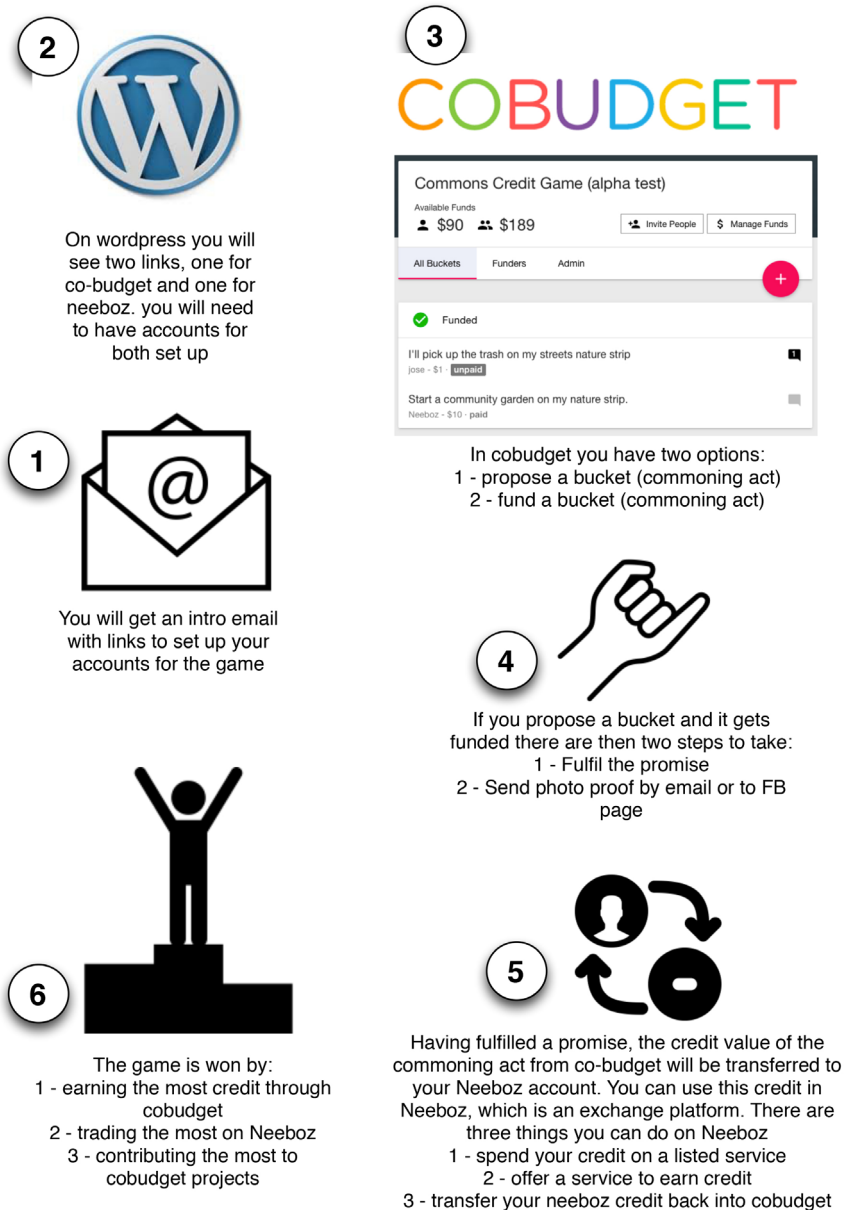 2
On wordpress you will
see two links, one for
co-budget and one for
neeboz. you will need
to have accounts for
both set up
1
@
You will get an intro email
with links to set up your
accounts for the game
3
COBUDGET
Commons Credit Game (alpha test)
Available Funds
$90 $189
Invite People
$ Manage Funds
All Buckets Funders Admin
+
Funded
I'll pick up the trash on my streets nature strip
1
jose - $1 · unpaid
Start a community garden on my nature strip.
Neeboz - $10 · paid
In cobudget you have two options:
1 - propose a bucket (commoning act)
2 - fund a bucket (commoning act)
4
If you propose a bucket and it gets
funded there are then two steps to take:
1 - Fulfil the promise
2 - Send photo proof by email or to FB
page
5
Having fulfilled a promise, the credit value of the
commoning act from co-budget will be transferred to
your Neeboz account. You can use this credit in
Neeboz, which is an exchange platform. There are
three things you can do on Neeboz
1 - spend your credit on a listed service
2 - offer a service to earn credit
3 - transfer your neeboz credit back into cobudget
6
The game is won by:
1 - earning the most credit through
cobudget
2 - trading the most on Neeboz
3 - contributing the most to
cobudget projects